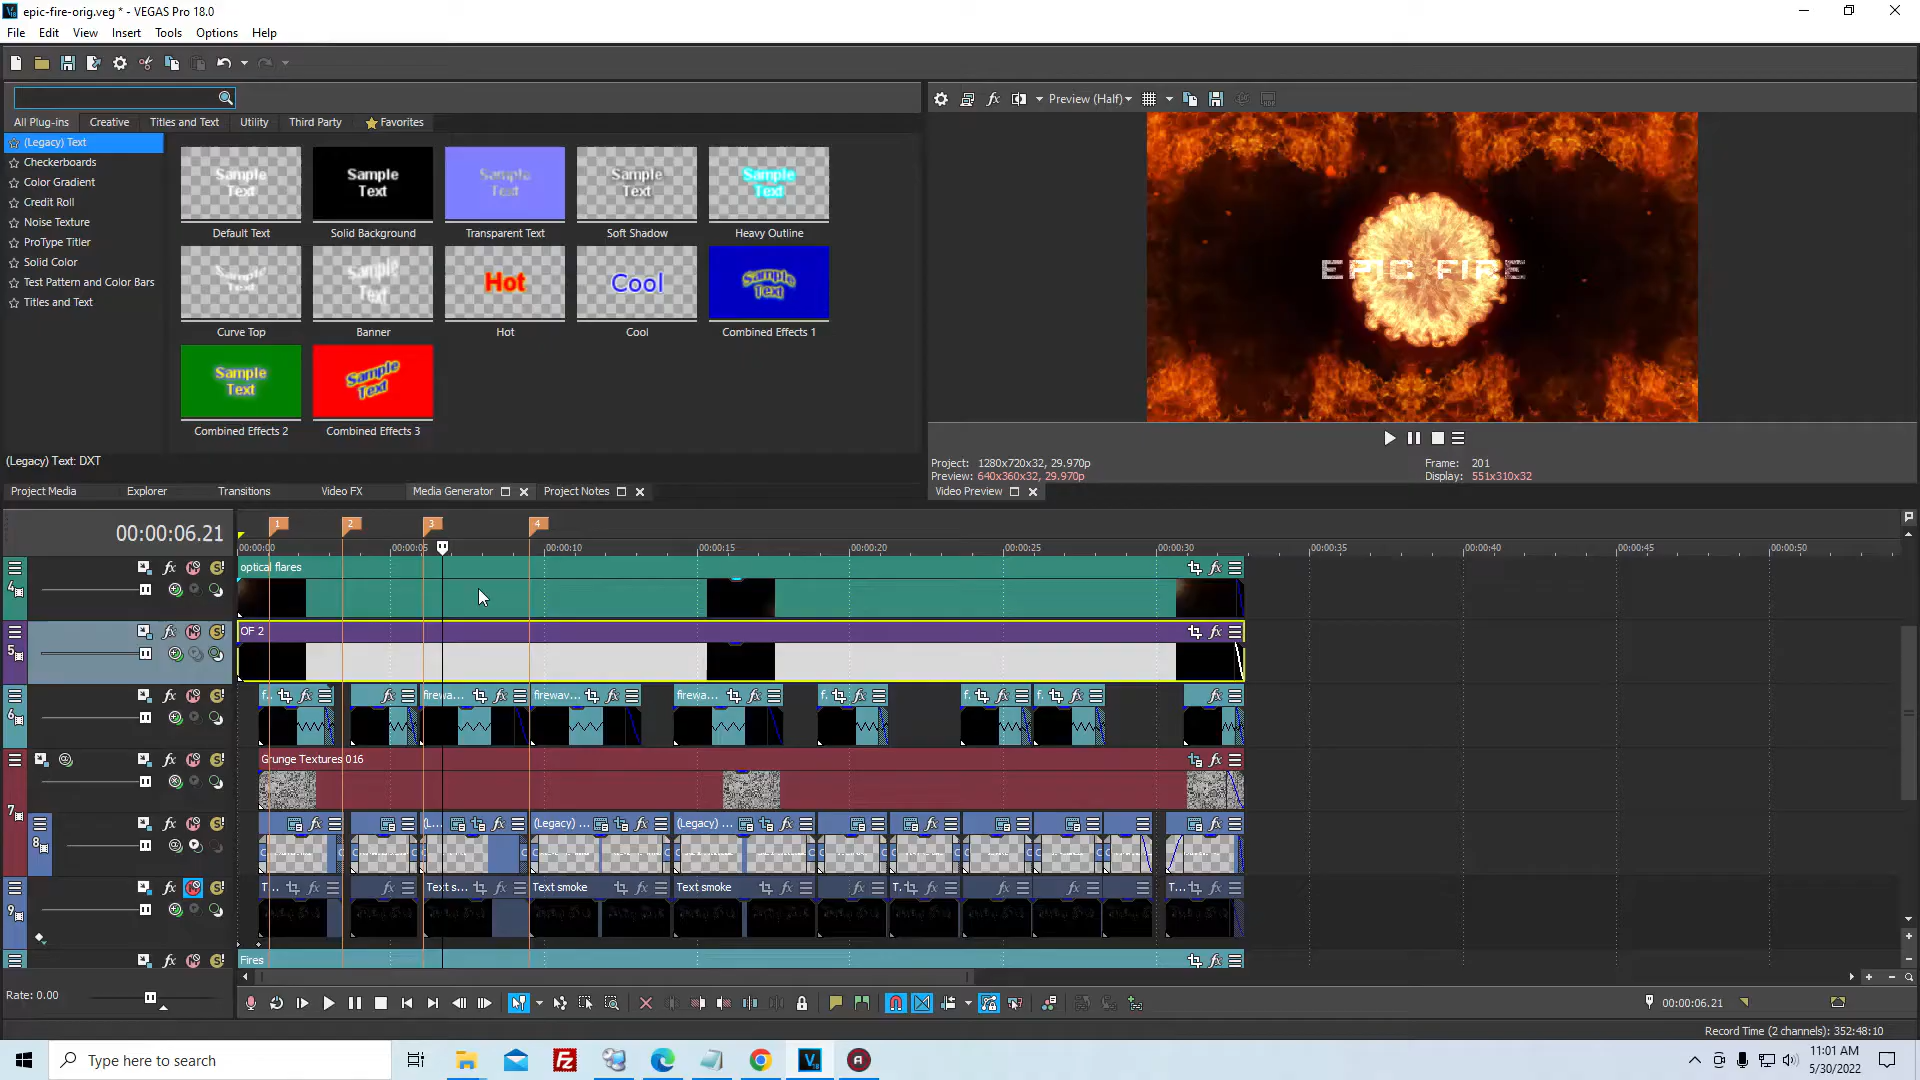 epic-fire-orig.veg * - VEGAS Pro 18.0
File Edit View Insert Tools Options Help
Preview (Half)
All Plug-ins Creative Titles and Text Utility Third Party Favorites
(Legacy) Text
Checkerboards
Color Gradient
Credit Roll
Noise Texture
ProType Titler
Solid Color
Test Pattern and Color Bars
Titles and Text
Sample Text
Sample Text
Sample Text
Sample Text
Sample Text
Default Text Solid Background Transparent Text Soft Shadow Heavy Outline
Sample Text
Sample Text
Hot
Cool
Sample Text
Curve Top Banner Hot Cool Combined Effects 1
Sample Text
Sample Text
Combined Effects 2 Combined Effects 3
(Legacy) Text: DXT
EPIC FIRE
Project: 1280x720x32, 29.970p
Preview: 640x360x32, 29.970p
Frame: 201
Display: 551x310x32
Project Media Explorer Transitions Video FX Media Generator Project Notes
Video Preview
00:00:06.21
1 2 3 4
00:00:00 00:00:05 00:00:10 00:00:15 00:00:20 00:00:25 00:00:30 00:00:35 00:00:40 00:00:45 00:00:50
4 optical flares
5 OF 2
6 f... firewa... firewav... firewa... f. f. f.
7 Grunge Textures 016
8 (L... (Legacy) ... (Legacy) ...
9 T... Text s... Text smoke Text smoke T. T...
Fires
Rate: 0.00
00:00:06.21
Record Time (2 channels): 352:48:10
Type here to search
11:01 AM
5/30/2022